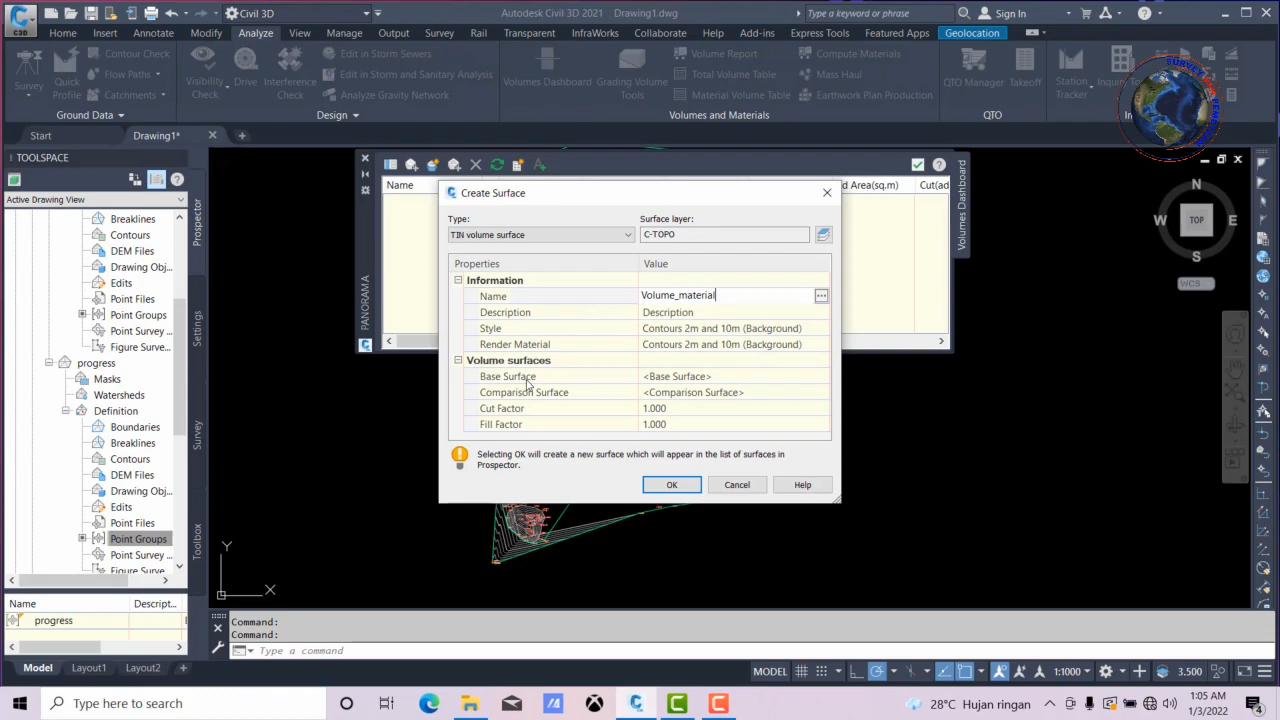 Civil 3D
Autodesk Civil 3D 2021 Drawing1.dwg
Type a keyword or phrase
Sign In
C3D
Home Insert Annotate Modify Analyze View Manage Output Survey Rail Transparent InfraWorks Collaborate Help Add-ins Express Tools Featured Apps Geolocation
Survey
Quick Profile
Contour Check
Flow Paths
Catchments
Visibility Check
Drive
Interference Check
Edit in Storm Sewers
Edit in Storm and Sanitary Analysis
Analyze Gravity Network
Volumes Dashboard
Grading Volume Tools
Volume Report
Total Volume Table
Material Volume Table
Compute Materials
Mass Haul
Earthwork Plan Production
QTO Manager
Takeoff
Station Tracker
Ground Data
Design
Volumes and Materials
QTO
Start
Drawing1*
TOOLSPACE
Active Drawing View
Breaklines
Contours
DEM Files
Drawing Obj...
Edits
Point Files
Point Groups
Point Survey ...
Figure Surve...
progress
Masks
Watersheds
Definition
Boundaries
Breaklines
Contours
DEM Files
Drawing Obj...
Edits
Point Files
Point Groups
Point Survey ...
Figure Surve...
Prospector
Settings
Survey
Toolbox
Name Descript...
progress
Name
d Area(sq.m) Cut(ad
PANORAMA
Volumes Dashboard
Create Surface
Type:
Surface layer:
TIN volume surface
C-TOPO
Properties Value
Information
Name Volume_material
Description Description
Style Contours 2m and 10m (Background)
Render Material Contours 2m and 10m (Background)
Volume surfaces
Base Surface <Base Surface>
Comparison Surface <Comparison Surface>
Cut Factor 1.000
Fill Factor 1.000
Selecting OK will create a new surface which will appear in the list of surfaces in
Prospector.
OK Cancel Help
N
W TOP E
S
WCS
Y
X
Command:
Command:
Type a command
Model Layout1 Layout2
MODEL
1:1000
3.500
Type here to search
28°C Hujan ringan
1:05 AM
1/3/2022
4